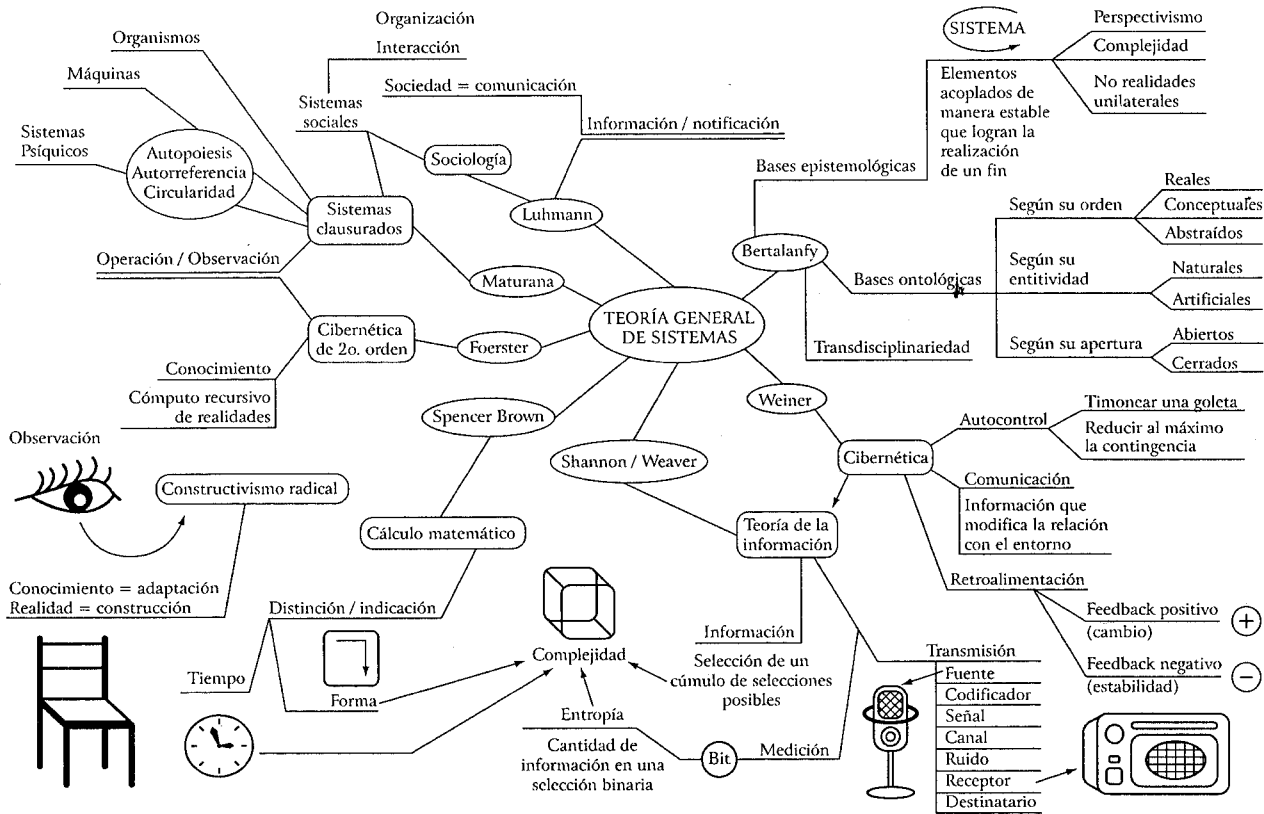 Organización
Interacción
Organismos
Máquinas
Sociedad = comunicación
Sistemas
sociales
Información / notificación
Sistemas
Psíquicos
Autopoiesis
Autorreferencia
Circularidad
Sociología
Sistemas
clausurados
Luhmann
Operación / Observación
Maturana
Cibernética
de 2o. orden
Foerster
Conocimiento
Cómputo recursivo
de realidades
TEORÍA GENERAL
DE SISTEMAS
SISTEMA
Perspectivismo
Complejidad
No realidades
unilaterales
Elementos
acoplados de
manera estable
que logran la
realización
de un fin
Bases epistemológicas
Bertalanfy
Bases ontológicas
Según su orden
Reales
Conceptuales
Abstraídos
Según su
entitividad
Naturales
Artificiales
Según su apertura
Abiertos
Cerrados
Transdisciplinariedad
Weiner
Cibernética
Autocontrol
Timonear una goleta
Reducir al máximo
la contingencia
Comunicación
Información que
modifica la relación
con el entorno
Retroalimentación
Feedback positivo
(cambio)
+
Feedback negativo
(estabilidad)
−
Spencer Brown
Shannon / Weaver
Observación
Constructivismo radical
Cálculo matemático
Teoría de la
información
Conocimiento = adaptación
Realidad = construcción
Distinción / indicación
Tiempo
Forma
Complejidad
Información
Selección de un
cúmulo de selecciones
posibles
Entropía
Cantidad de
información en una
selección binaria
Bit
Medición
Transmisión
Fuente
Codificador
Señal
Canal
Ruido
Receptor
Destinatario